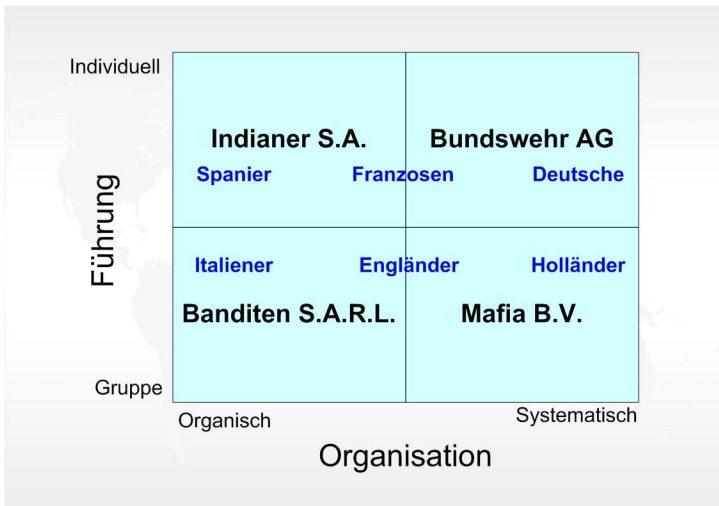 Individuell
Indianer S.A.
Bundswehr AG
Spanier
Franzosen
Deutsche
Führung
Italiener
Engländer
Holländer
Banditen S.A.R.L.
Mafia B.V.
Gruppe
Organisch
Systematisch
Organisation